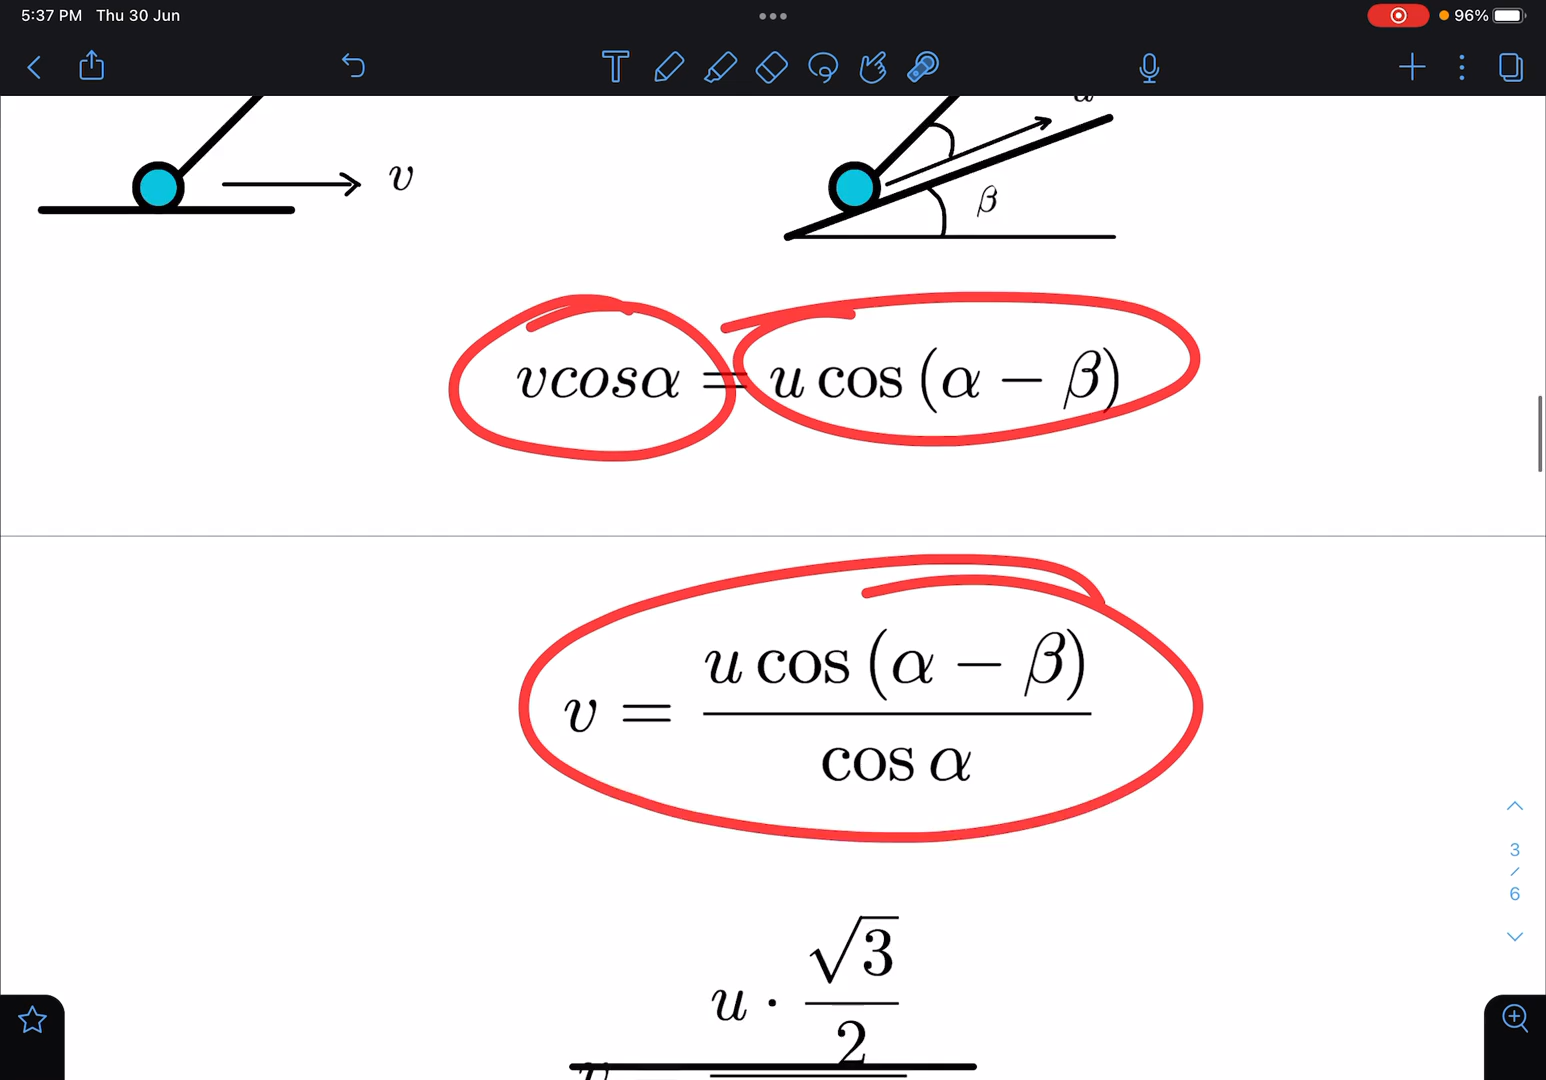 5:37 PM Thu 30 Jun
96%
v
β
vcosα = u cos (α − β)
v = u cos (α − β) / cos α
3 / 6
u · √3 / 2